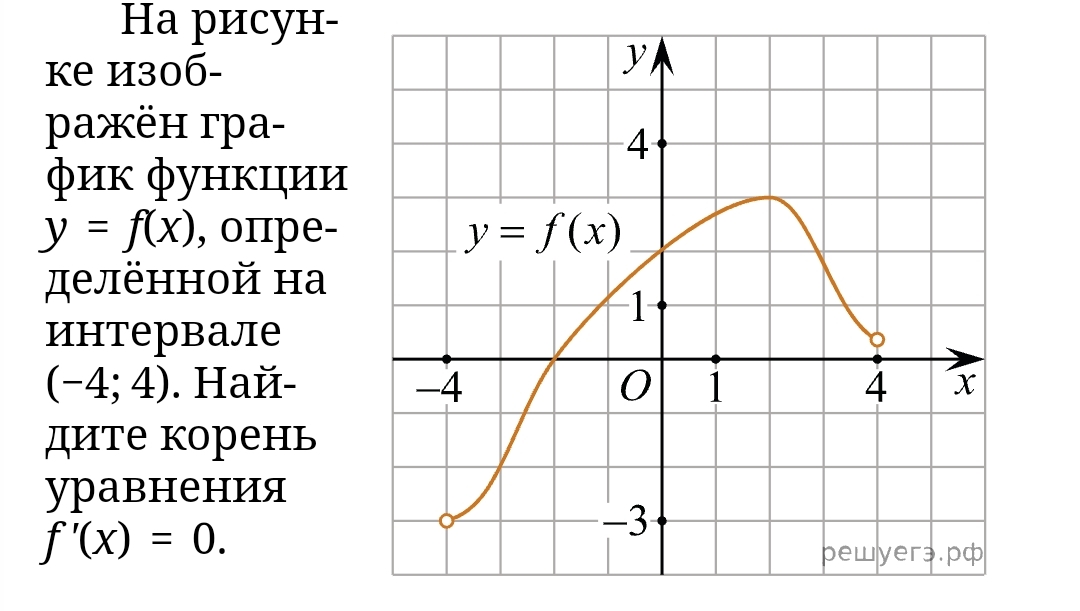 На рисун-
ке изоб-
ражён гра-
фик функции
y = f(x), опре-
делённой на
интервале
(−4; 4). Най-
дите корень
уравнения
f '(x) = 0.
y
4
y = f (x)
1
−4
O
1
4
x
−3
решуегэ.рф